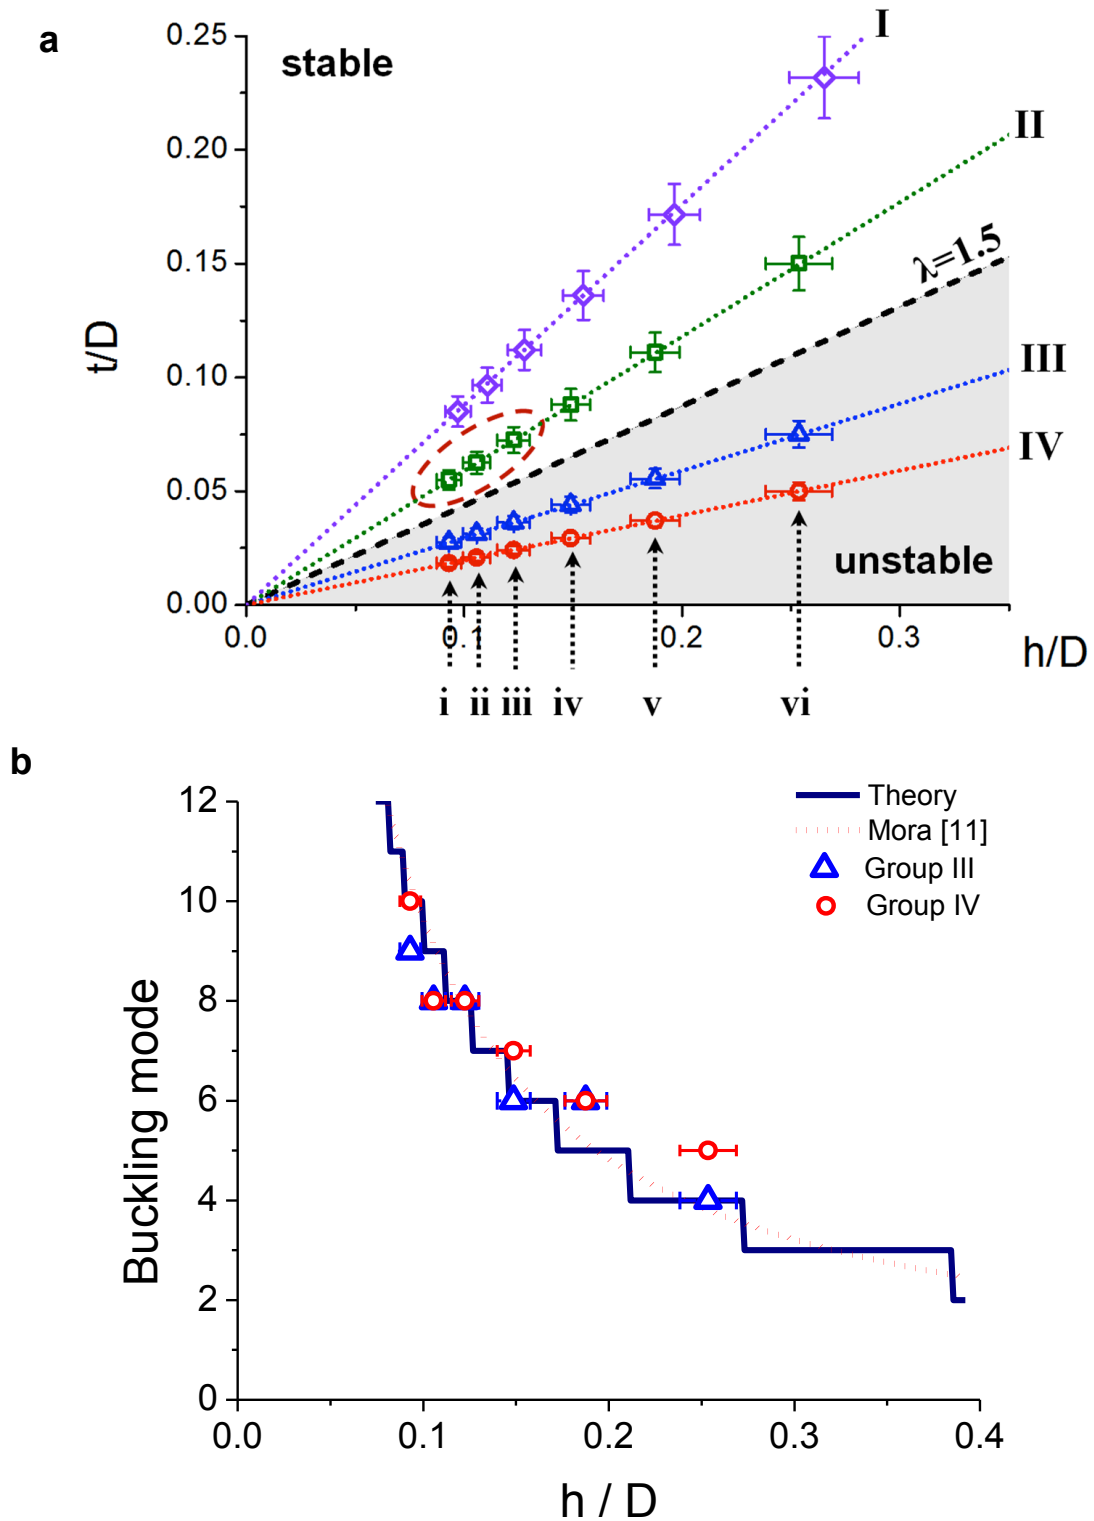 a
0.25
stable
I
0.20
II
0.15
λ=1.5
t/D
0.10
III
0.05
IV
unstable
0.00
0.0
0.1
0.2
0.3
h/D
i
ii
iii
iv
v
vi
b
12
Theory
Mora [11]
10
Group III
Group IV
8
Buckling mode
6
4
2
0
0.0
0.1
0.2
0.3
0.4
h / D